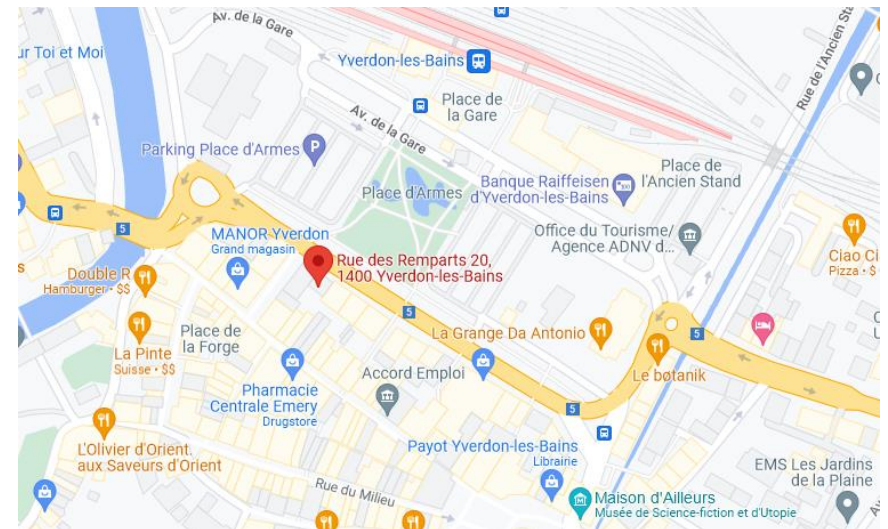 Av. de la Gare
ur Toi et Moi
Yverdon-les-Bains
Place de
la Gare
Rue de l'Ancien Sta
Av. de la Gare
Parking Place d'Armes
P
Place d'Armes
Banque Raiffeisen
d'Yverdon-les-Bains
Place de
l'Ancien Stand
5
MANOR Yverdon
Grand magasin
Office du Tourisme/
Agence ADNV d...
Rue des Remparts 20,
1400 Yverdon-les-Bains
Ciao Ci
Pizza • $
s
Double R
Hamburger • $$
5
La Grange Da Antonio
5
Place de
la Forge
La Pinte
Suisse • $$
Accord Emploi
Le bøtanik
Pharmacie
Centrale Emery
Drugstore
5
L'Olivier d'Orient.
aux Saveurs d'Orient
Payot Yverdon-les-Bains
Librairie
EMS Les Jardins
de la Plaine
Rue du Milieu
Maison d'Ailleurs
Musée de Science-fiction et d'Utopie